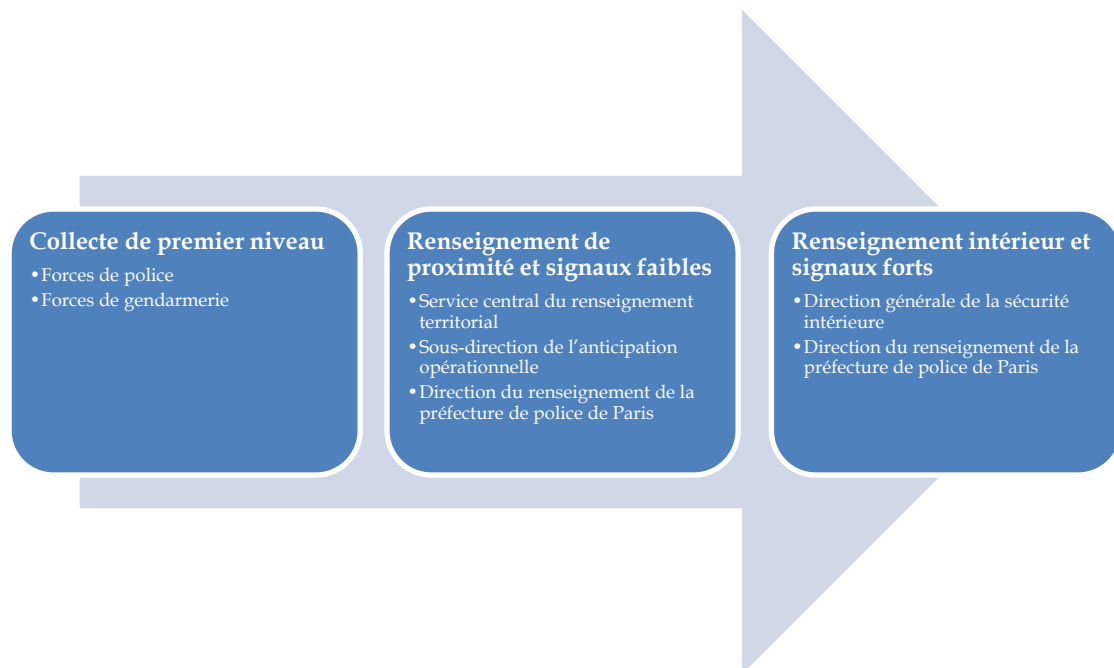 Collecte de premier niveau
•Forces de police
•Forces de gendarmerie
Renseignement de
proximité et signaux faibles
•Service central du renseignement
territorial
•Sous-direction de l’anticipation
opérationnelle
•Direction du renseignement de la
préfecture de police de Paris
Renseignement intérieur et
signaux forts
•Direction générale de la sécurité
intérieure
•Direction du renseignement de la
préfecture de police de Paris